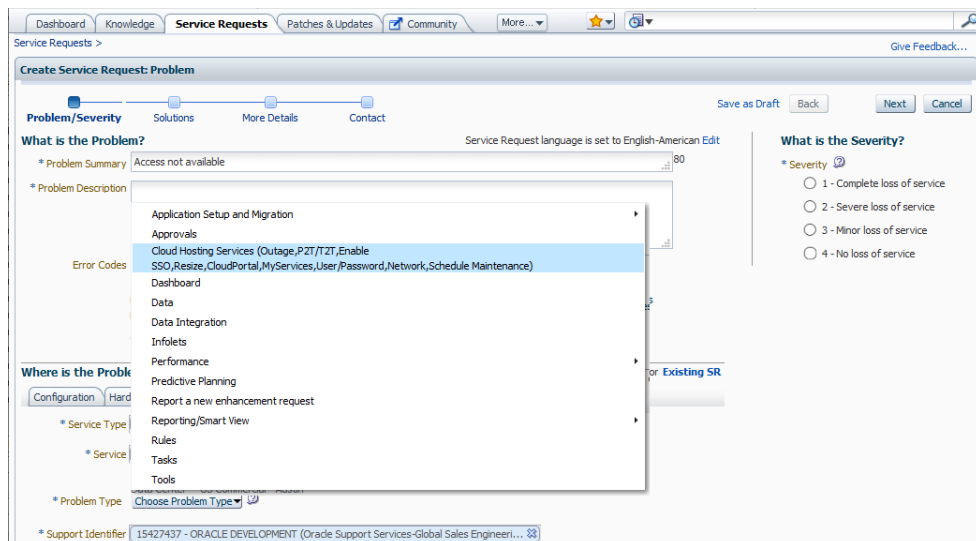 Dashboard Knowledge Service Requests Patches & Updates Community More...
Service Requests >
Give Feedback...
Create Service Request: Problem
Problem/Severity Solutions More Details Contact
Save as Draft Back Next Cancel
What is the Problem?
Service Request language is set to English-American Edit
* Problem Summary Access not available 80
* Problem Description
Error Codes
Application Setup and Migration
Approvals
Cloud Hosting Services (Outage,P2T/T2T,Enable
SSO,Resize,CloudPortal,MyServices,User/Password,Network,Schedule Maintenance)
Dashboard
Data
Data Integration
Infolets
Performance
Predictive Planning
Report a new enhancement request
Reporting/Smart View
Rules
Tasks
Tools
What is the Severity?
* Severity
1 - Complete loss of service
2 - Severe loss of service
3 - Minor loss of service
4 - No loss of service
Where is the Proble
or Existing SR
Configuration Hard
* Service Type
* Service
* Problem Type Choose Problem Type
* Support Identifier 15427437 - ORACLE DEVELOPMENT (Oracle Support Services-Global Sales Engineeri...